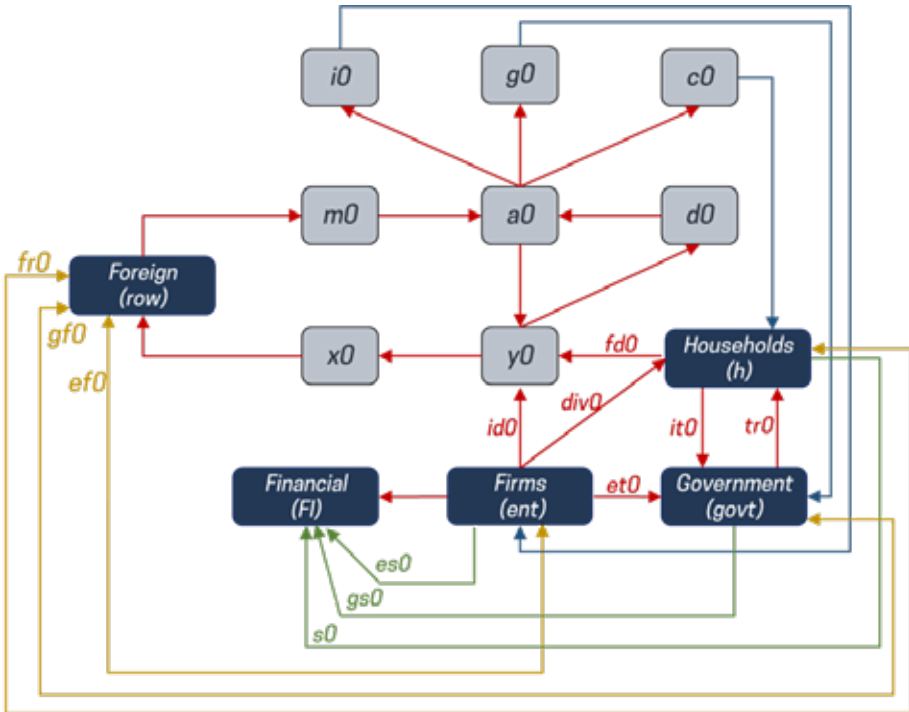 i0
g0
c0
m0
a0
d0
fr0
Foreign
(row)
gf0
ef0
x0
y0
fd0
Households
(h)
id0
div0
it0
tr0
Financial
(FI)
Firms
(ent)
et0
Government
(govt)
es0
gs0
s0